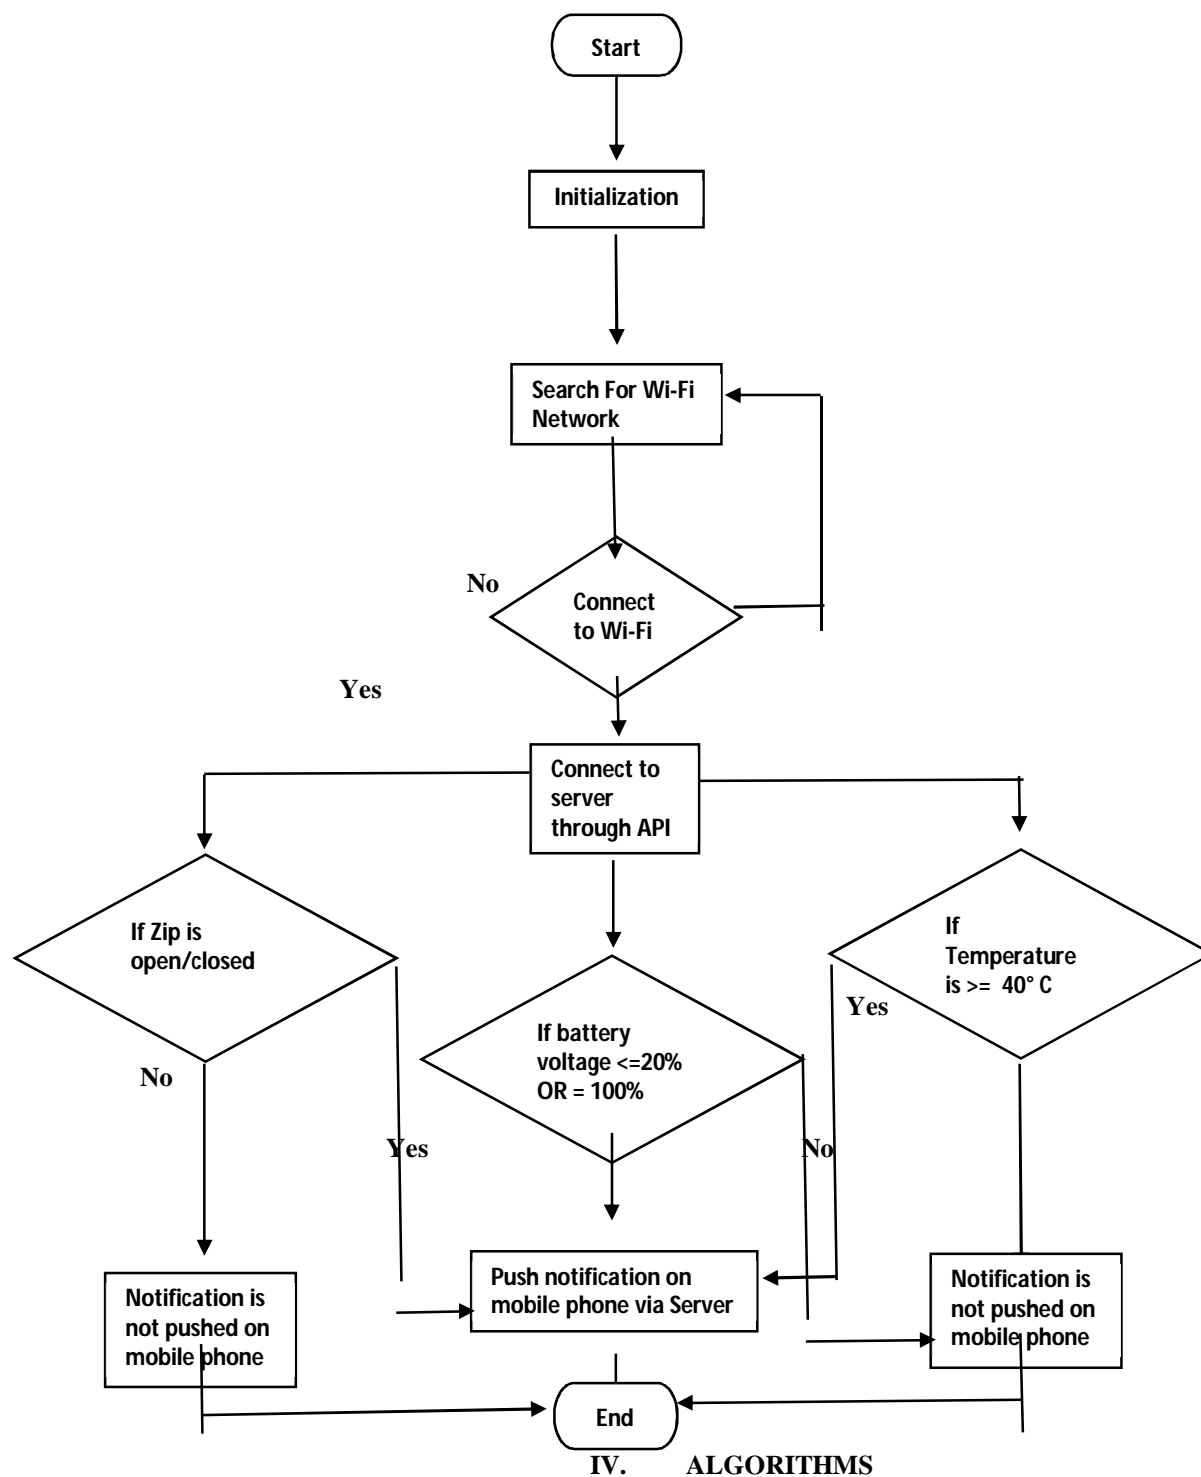 Start
Initialization
Search For Wi-Fi
Network
No
Connect
to Wi-Fi
Yes
Connect to
server
through API
If Zip is
open/closed
If
Temperature
is >= 40° C
Yes
If battery
voltage <=20%
OR = 100%
No
Yes
No
Notification is
not pushed on
mobile phone
Push notification on
mobile phone via Server
Notification is
not pushed on
mobile phone
End
IV. ALGORITHMS